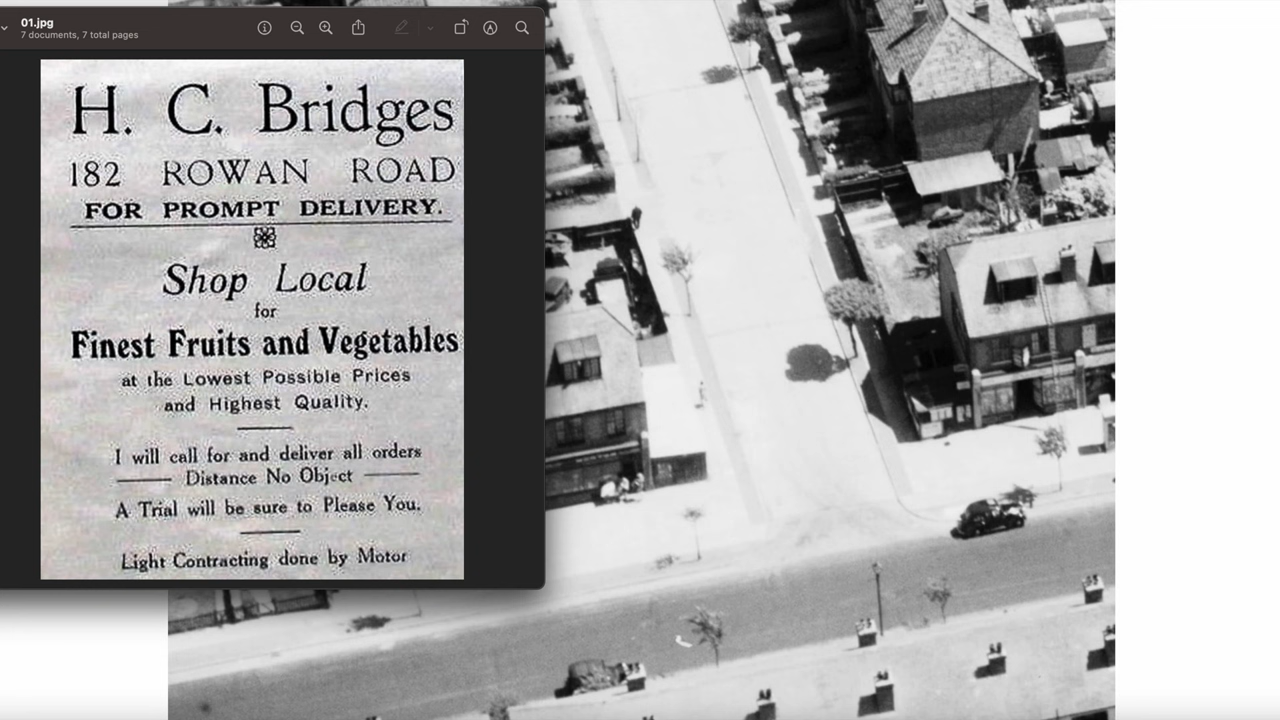 01.jpg
7 documents, 7 total pages
H. C. Bridges
182 ROWAN ROAD
FOR PROMPT DELIVERY.
Shop Local
for
Finest Fruits and Vegetables
at the Lowest Possible Prices
and Highest Quality.
I will call for and deliver all orders
Distance No Object
A Trial will be sure to Please You.
Light Contracting done by Motor